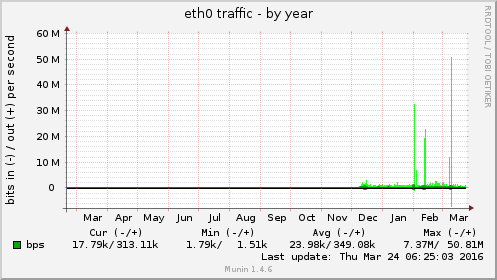 eth0 traffic - by year
RRDTOOL / TOBI OETIKER
bits in (-) / out (+) per second
60 M
50 M
40 M
30 M
20 M
10 M
0
Mar Apr May Jun Jul Aug Sep Oct Nov Dec Jan Feb Mar
Cur (-/+) Min (-/+) Avg (-/+) Max (-/+)
bps 17.79k/313.11k 1.79k/ 1.51k 23.98k/349.08k 7.37M/ 50.81M
Last update: Thu Mar 24 06:25:03 2016
Munin 1.4.6